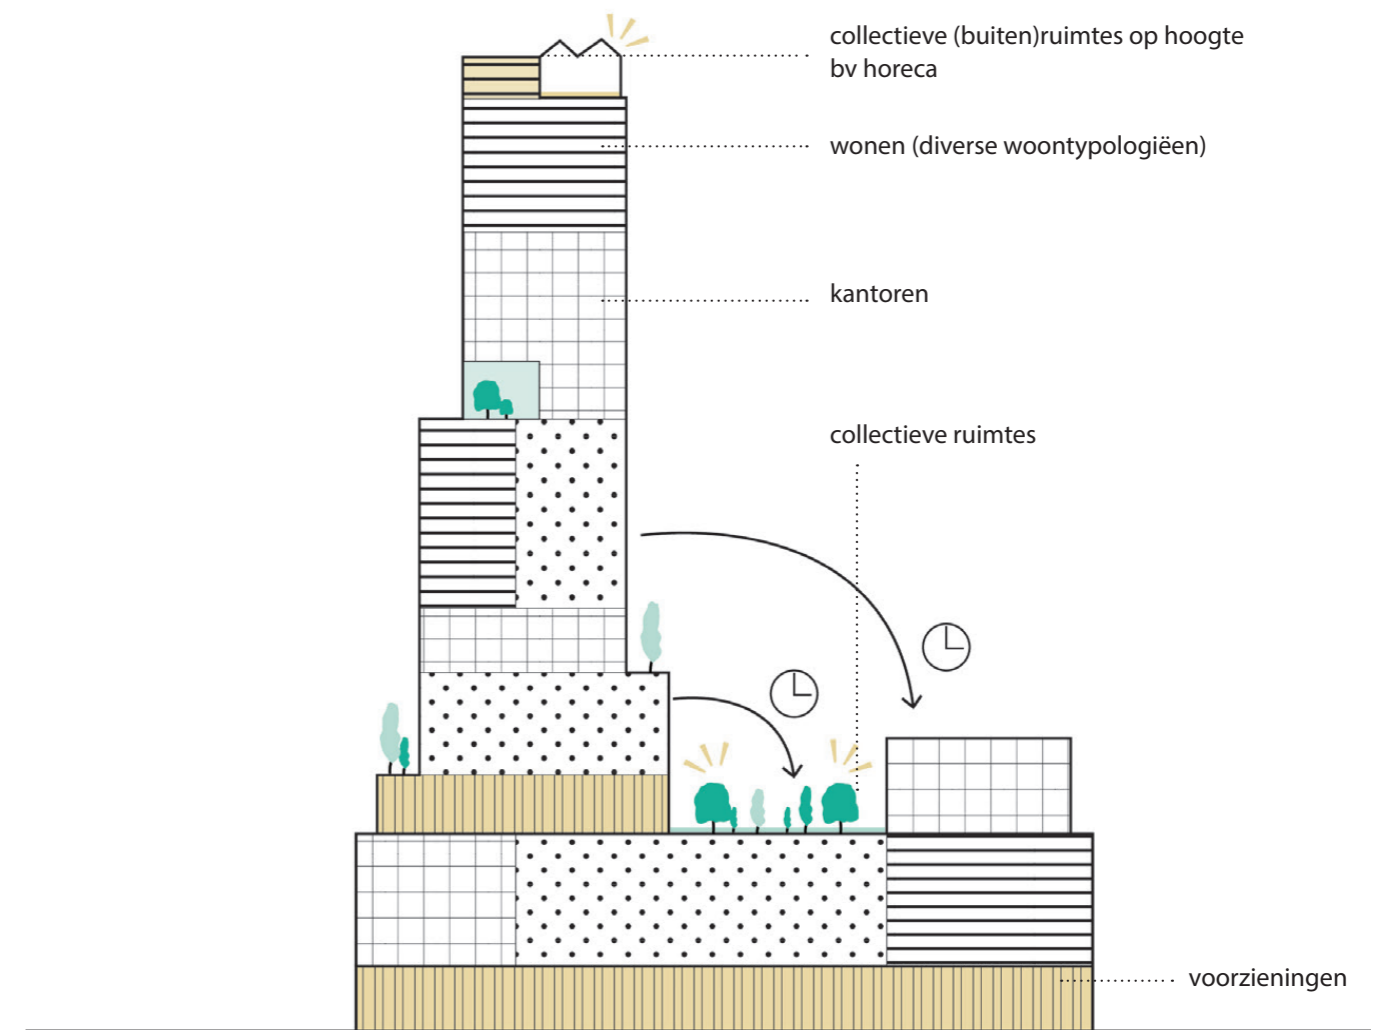 collectieve (buiten)ruimtes op hoogte
bv horeca
wonen (diverse woontypologiëen)
kantoren
collectieve ruimtes
voorzieningen